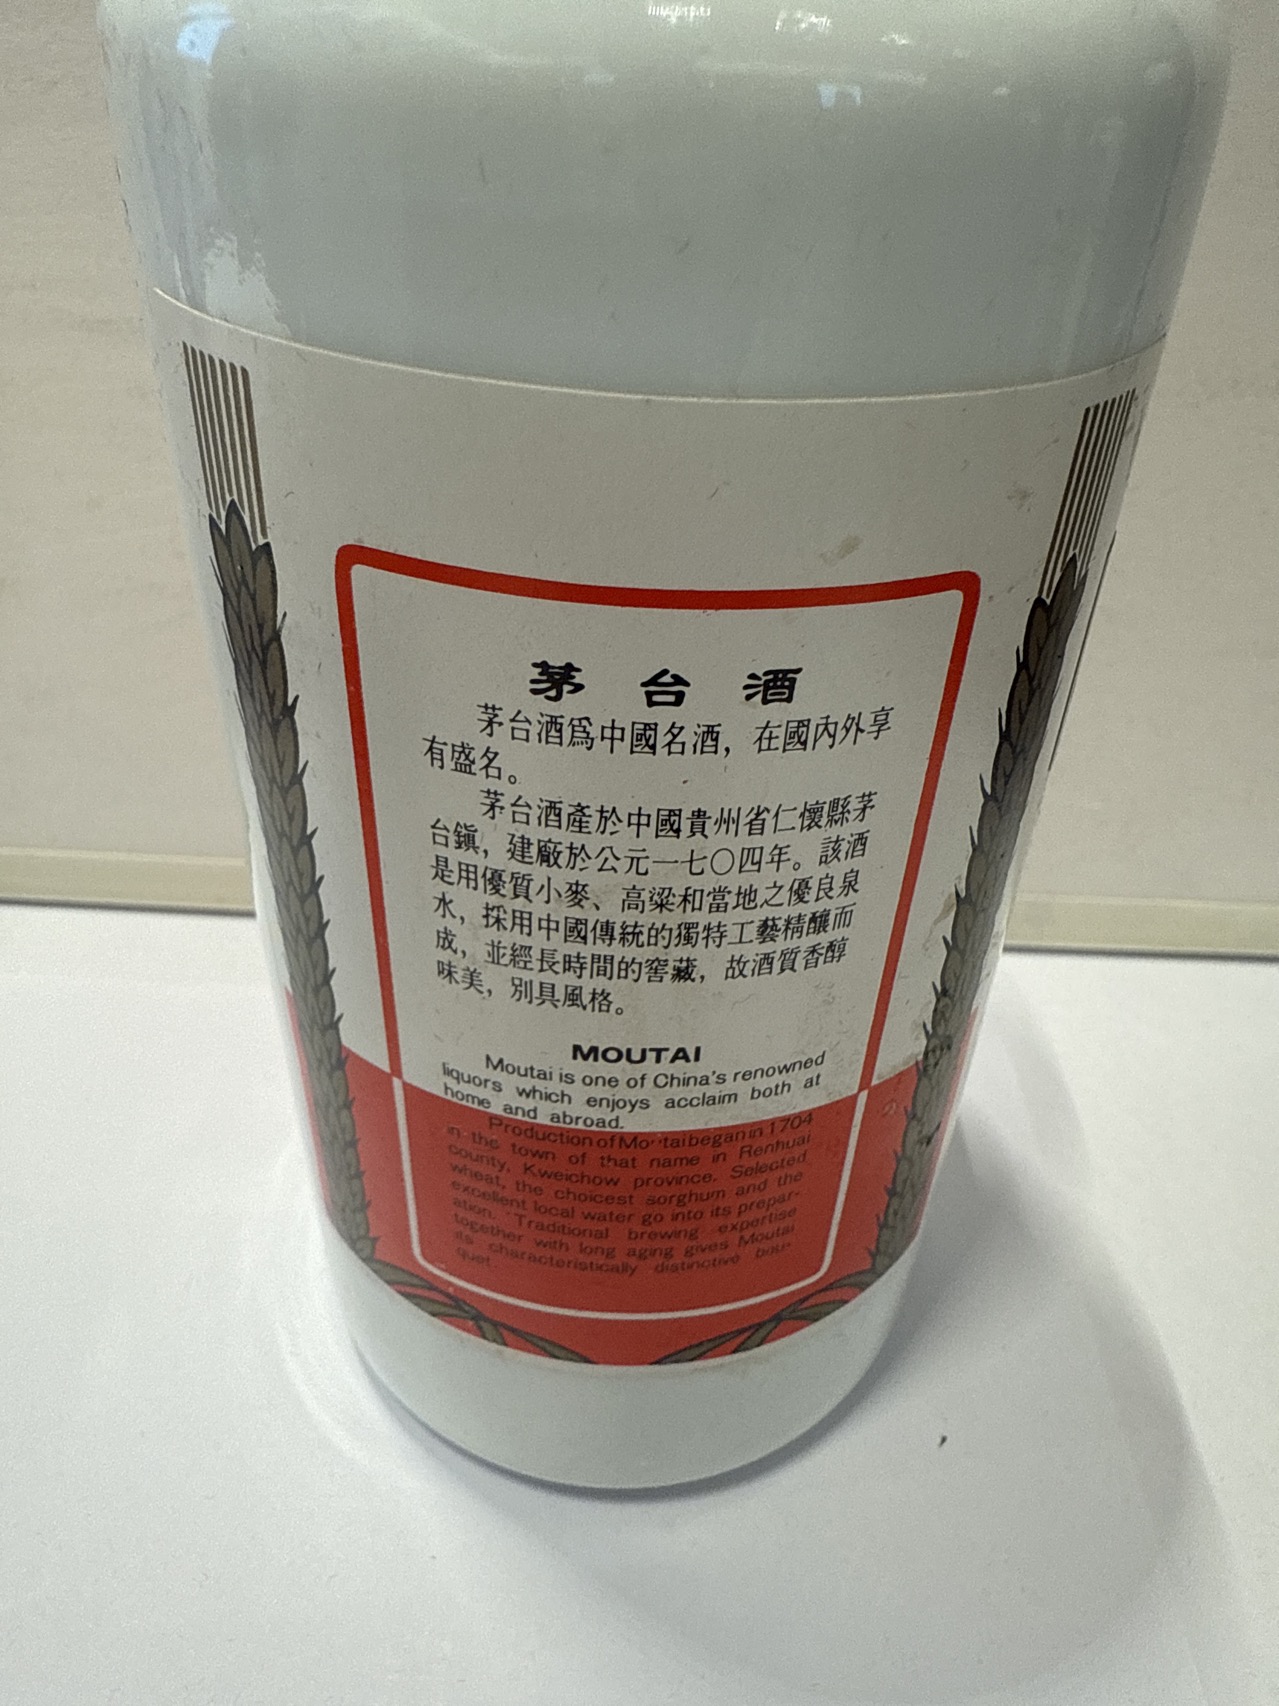 茅台酒
茅台酒爲中國名酒，在國內外享
有盛名。
茅台酒產於中國貴州省仁懷縣茅
台鎮，建廠於公元一七〇四年。該酒
是用優質小麥、高粱和當地之優良泉
水，採用中國傳統的獨特工藝精釀而
成，並經長時間的窖藏，故酒質香醇
味美，別具風格。
MOUTAI
Moutai is one of China's renowned
liquors which enjoys acclaim both at
home and abroad.
Production of Mo··tai began in 1704
in the town of that name in Renhuai
county, Kweichow province. Selected
wheat, the choicest sorghum and the
excellent local water go into its prepar-
ation. Traditional brewing expertise
together with long aging gives Moutai
its characteristically distinctive bou-
quet